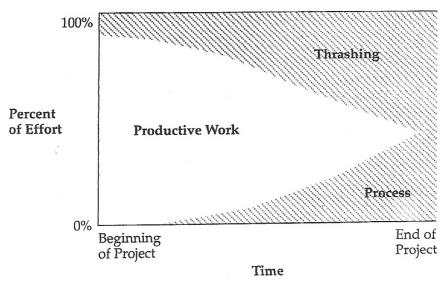 100%
Thrashing
Percent
of Effort
Productive Work
Process
0%
Beginning
of Project
End of
Project
Time